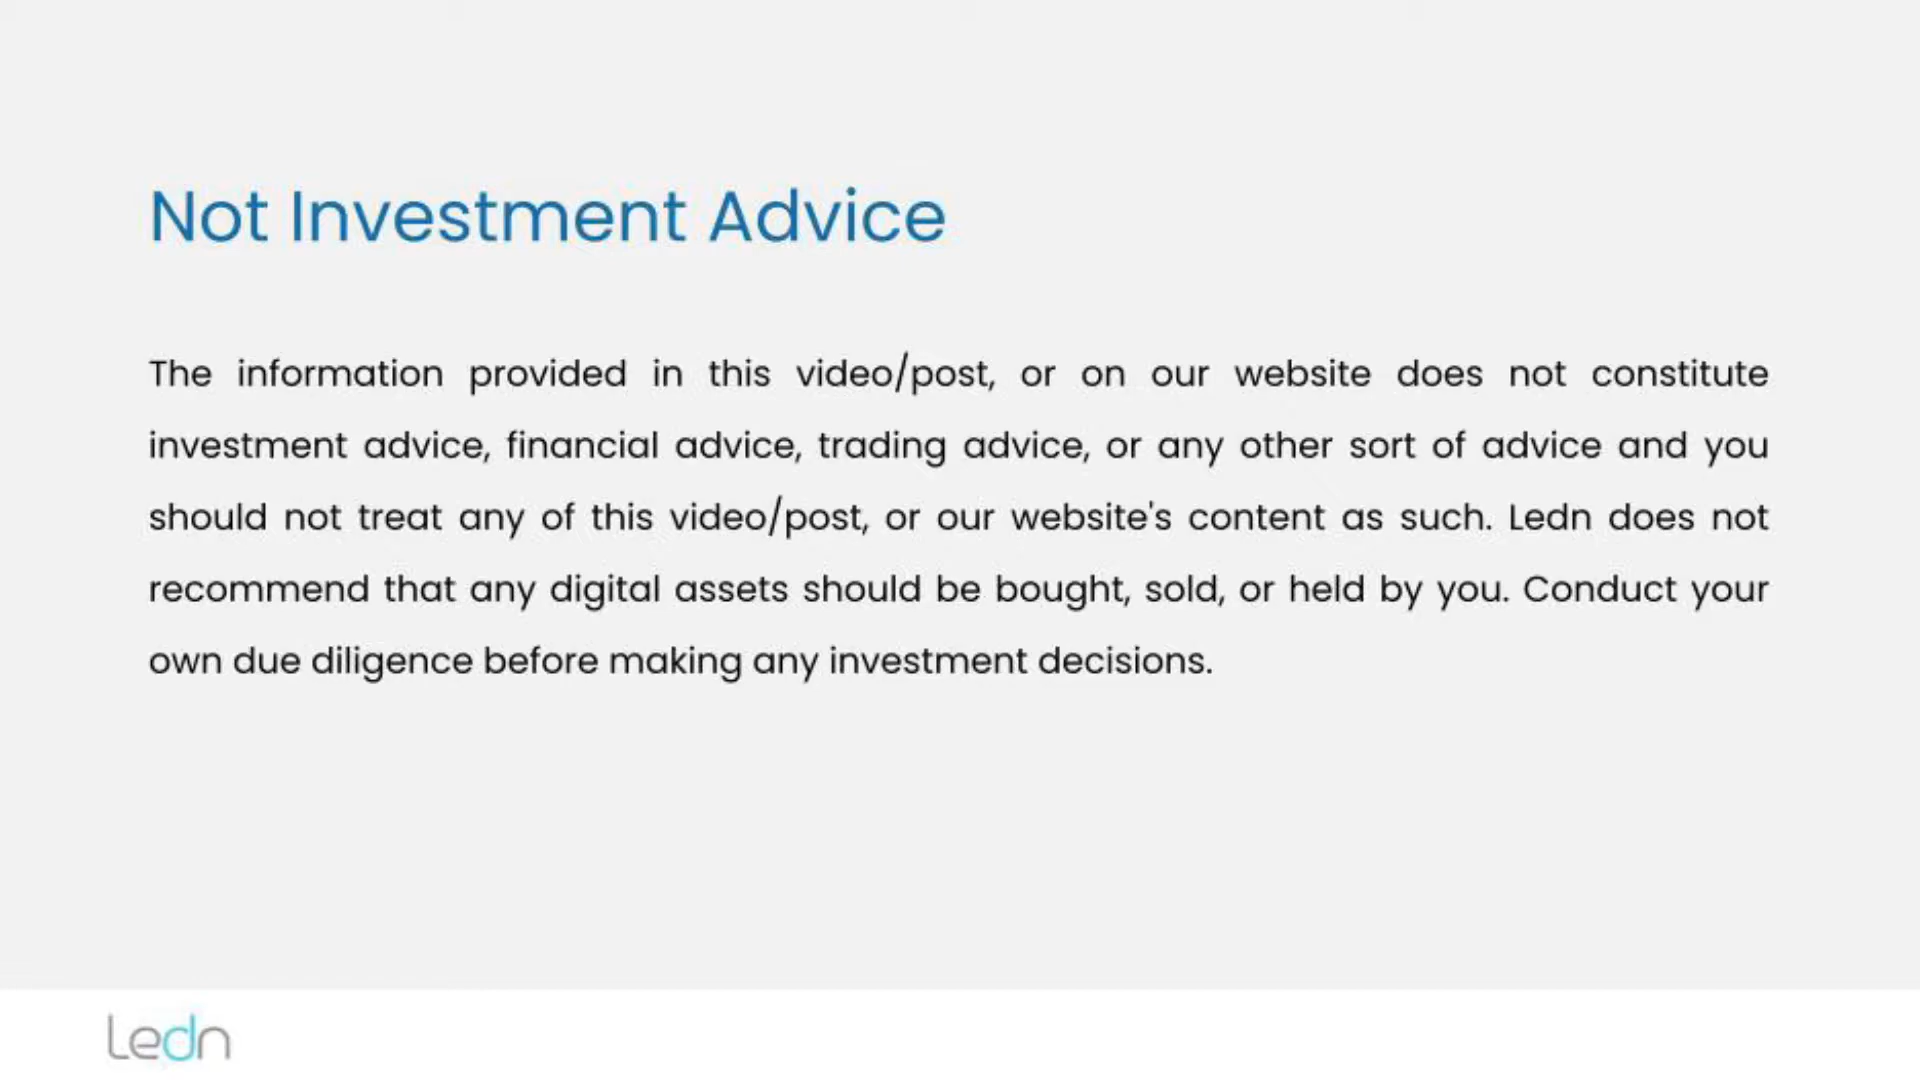 Not Investment Advice
The information provided in this video/post, or on our website does not constitute
investment advice, financial advice, trading advice, or any other sort of advice and you
should not treat any of this video/post, or our website's content as such. Ledn does not
recommend that any digital assets should be bought, sold, or held by you. Conduct your
own due diligence before making any investment decisions.
Ledn